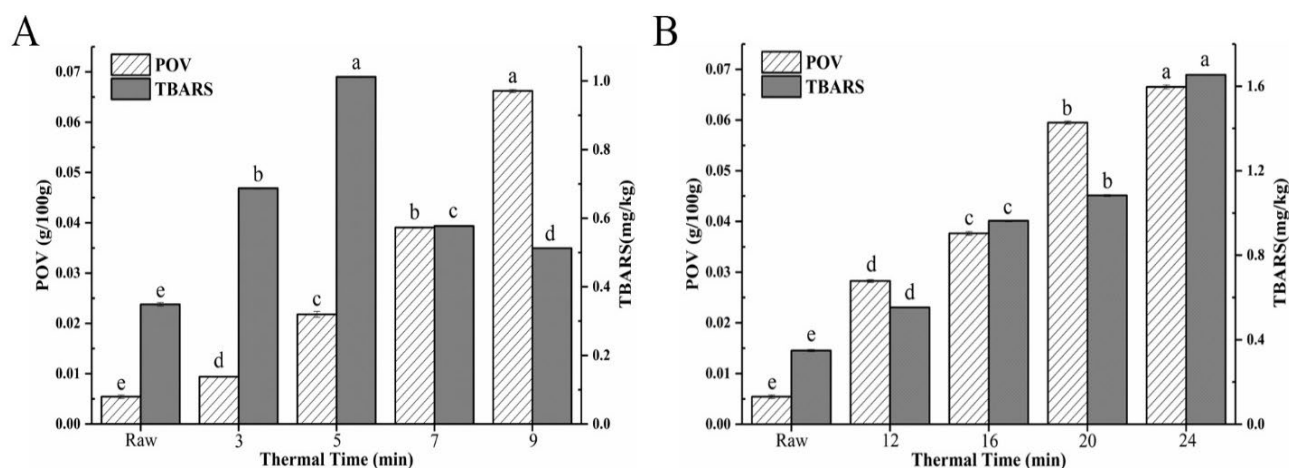 A
POV
TBARS
POV (g/100g)
0.07
0.06
0.05
0.04
0.03
0.02
0.01
0.00
e e d b c a b c a d
1.0
0.8
0.6
0.4
0.2
0.0
TBARS(mg/kg)
Raw 3 5 7 9
Thermal Time (min)
B
POV
TBARS
POV (g/100g)
0.07
0.06
0.05
0.04
0.03
0.02
0.01
0.00
e e d d c c b b a a
1.6
1.2
0.8
0.4
0.0
TBARS(mg/kg)
Raw 12 16 20 24
Thermal Time (min)